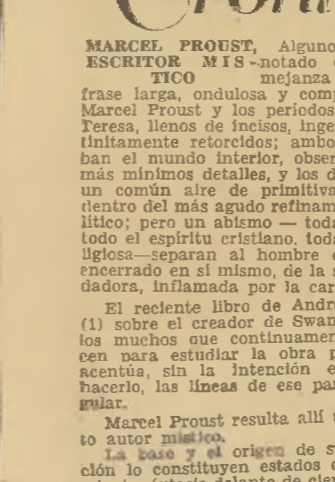 MARCEL PROUST, Alguno
ESCRITOR MIS- notado
TICO mejanza
frase larga, ondulosa y comp
Marcel Proust y los períodos
Teresa, llenos de incisos, inge
finitamente retorcidos; ambo
ban el mundo interior, obser
más mínimos detalles, y los d
un común aire de primitiva
dentro del más agudo refinam
lítico; pero un abismo — toda
todo el espíritu cristiano, toda
ligiosa—separan al hombre
encerrado en sí mismo, de la s
dadora, inflamada por la car
El reciente libro de Andr
(1) sobre el creador de Swan
los muchos que continuamen
cen para estudiar la obra p
acentúa, sin la intención e
hacerlo, las líneas de ese pa
gular.
Marcel Proust resulta allí
to autor místico.
La base y el origen de s
ción lo constituyen estados